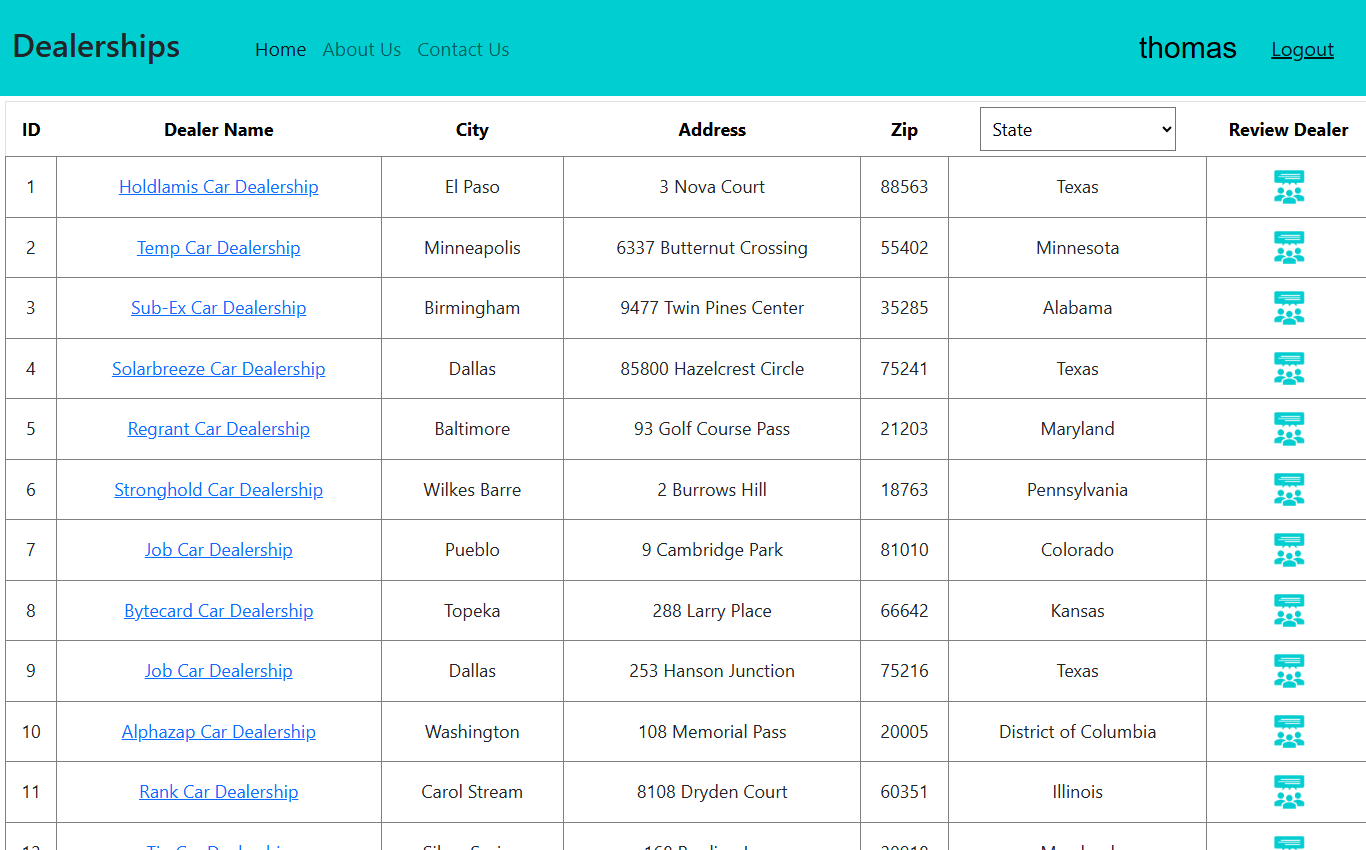 Dealerships Home About Us Contact Us thomas Logout
ID Dealer Name City Address Zip State Review Dealer
1 Holdlamis Car Dealership El Paso 3 Nova Court 88563 Texas
2 Temp Car Dealership Minneapolis 6337 Butternut Crossing 55402 Minnesota
3 Sub-Ex Car Dealership Birmingham 9477 Twin Pines Center 35285 Alabama
4 Solarbreeze Car Dealership Dallas 85800 Hazelcrest Circle 75241 Texas
5 Regrant Car Dealership Baltimore 93 Golf Course Pass 21203 Maryland
6 Stronghold Car Dealership Wilkes Barre 2 Burrows Hill 18763 Pennsylvania
7 Job Car Dealership Pueblo 9 Cambridge Park 81010 Colorado
8 Bytecard Car Dealership Topeka 288 Larry Place 66642 Kansas
9 Job Car Dealership Dallas 253 Hanson Junction 75216 Texas
10 Alphazap Car Dealership Washington 108 Memorial Pass 20005 District of Columbia
11 Rank Car Dealership Carol Stream 8108 Dryden Court 60351 Illinois